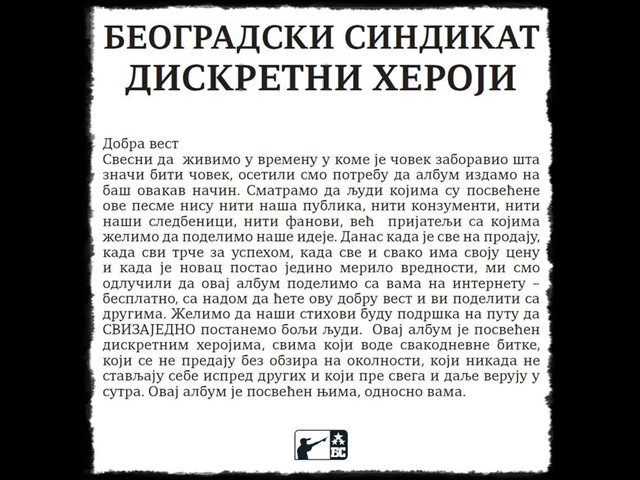 БЕОГРАДСКИ СИНДИКАТ
ДИСКРЕТНИ ХЕРОЈИ
Добра вест
Свесни да живимо у времену у коме је човек заборавио шта
значи бити човек, осетили смо потребу да албум издамо на
баш овакав начин. Сматрамо да људи којима су посвећене
ове песме нису нити наша публика, нити конзументи, нити
наши следбеници, нити фанови, већ пријатељи са којима
желимо да поделимо наше идеје. Данас када је све на продају,
када сви трче за успехом, када све и свако има своју цену
и када је новац постао једино мерило вредности, ми смо
одлучили да овај албум поделимо са вама на интернету –
бесплатно, са надом да ћете ову добру вест и ви поделити са
другима. Желимо да наши стихови буду подршка на путу да
СВИЗАЈЕДНО постанемо бољи људи. Овај албум је посвећен
дискретним херојима, свима који воде свакодневне битке,
који се не предају без обзира на околности, који никада не
стављају себе испред других и који пре свега и даље верују у
сутра. Овај албум је посвећен њима, односно вама.
БС